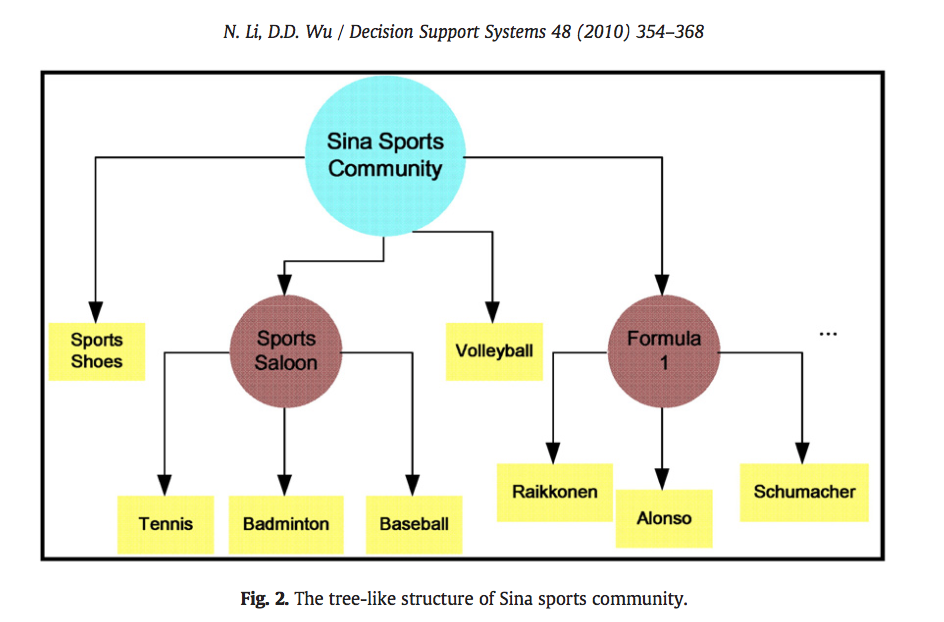 N. Li, D.D. Wu / Decision Support Systems 48 (2010) 354–368
Sina Sports
Community
Sports
Shoes
Sports
Saloon
Volleyball
Formula
1
...
Tennis
Badminton
Baseball
Raikkonen
Alonso
Schumacher
Fig. 2. The tree-like structure of Sina sports community.